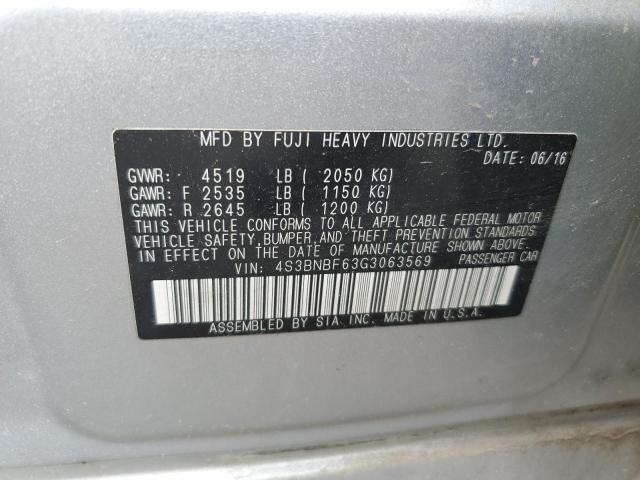 MFD BY FUJI HEAVY INDUSTRIES LTD.
DATE: 06/16
GVWR: 4519 LB ( 2050 KG)
GAWR: F 2535 LB ( 1150 KG)
GAWR: R 2645 LB ( 1200 KG)
THIS VEHICLE CONFORMS TO ALL APPLICABLE FEDERAL MOTOR
VEHICLE SAFETY, BUMPER, AND THEFT PREVENTION STANDARDS
IN EFFECT ON THE DATE OF MANUFACTURE SHOWN ABOVE.
VIN: 4S3BNBF63G3063569 PASSENGER CAR
ASSEMBLED BY SIA, INC. MADE IN U.S.A.